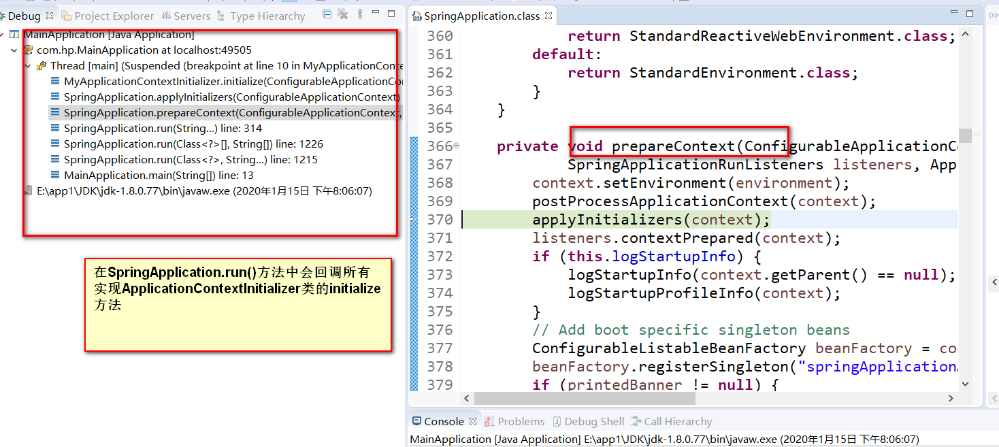 Debug Project Explorer Servers Type Hierarchy
MainApplication [Java Application]
com.hp.MainApplication at localhost:49505
Thread [main] (Suspended (breakpoint at line 10 in MyApplicationConte
MyApplicationContextInitializer.initialize(ConfigurableApplicationCo
SpringApplication.applyInitializers(ConfigurableApplicationContext)
SpringApplication.prepareContext(ConfigurableApplicationContext,
SpringApplication.run(String...) line: 314
SpringApplication.run(Class<?>[], String[]) line: 1226
SpringApplication.run(Class<?>, String...) line: 1215
MainApplication.main(String[]) line: 13
E:\app1\JDK\jdk-1.8.0.77\bin\javaw.exe (2020年1月15日 下午8:06:07)
在SpringApplication.run()方法中会回调所有
实现ApplicationContextInitializer类的initialize
方法
SpringApplication.class
360 return StandardReactiveWebEnvironment.class;
361 default:
362 return StandardEnvironment.class;
363 }
364 }
365
366 private void prepareContext(ConfigurableApplicationC
367 SpringApplicationRunListeners listeners, App
368 context.setEnvironment(environment);
369 postProcessApplicationContext(context);
370 applyInitializers(context);
371 listeners.contextPrepared(context);
372 if (this.logStartupInfo) {
373 logStartupInfo(context.getParent() == null);
374 logStartupProfileInfo(context);
375 }
376 // Add boot specific singleton beans
377 ConfigurableListableBeanFactory beanFactory = co
378 beanFactory.registerSingleton("springApplicationA
379 if (printedBanner != null) {
Console Problems Debug Shell Call Hierarchy
MainApplication [Java Application] E:\app1\JDK\jdk-1.8.0.77\bin\javaw.exe (2020年1月15日 下午8:06:07)
(x)=